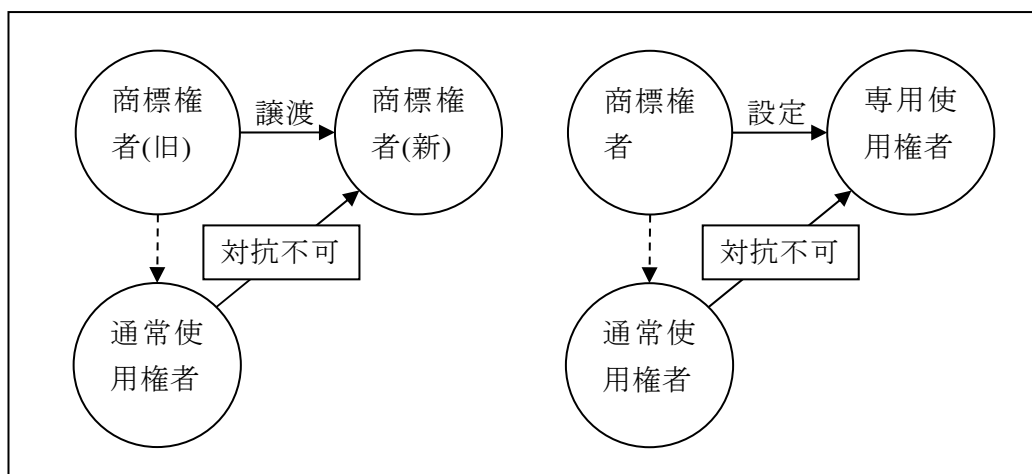 商標権
者(旧)
譲渡
商標権
者(新)
対抗不可
通常使
用権者
商標権
者
設定
専用使
用権者
対抗不可
通常使
用権者